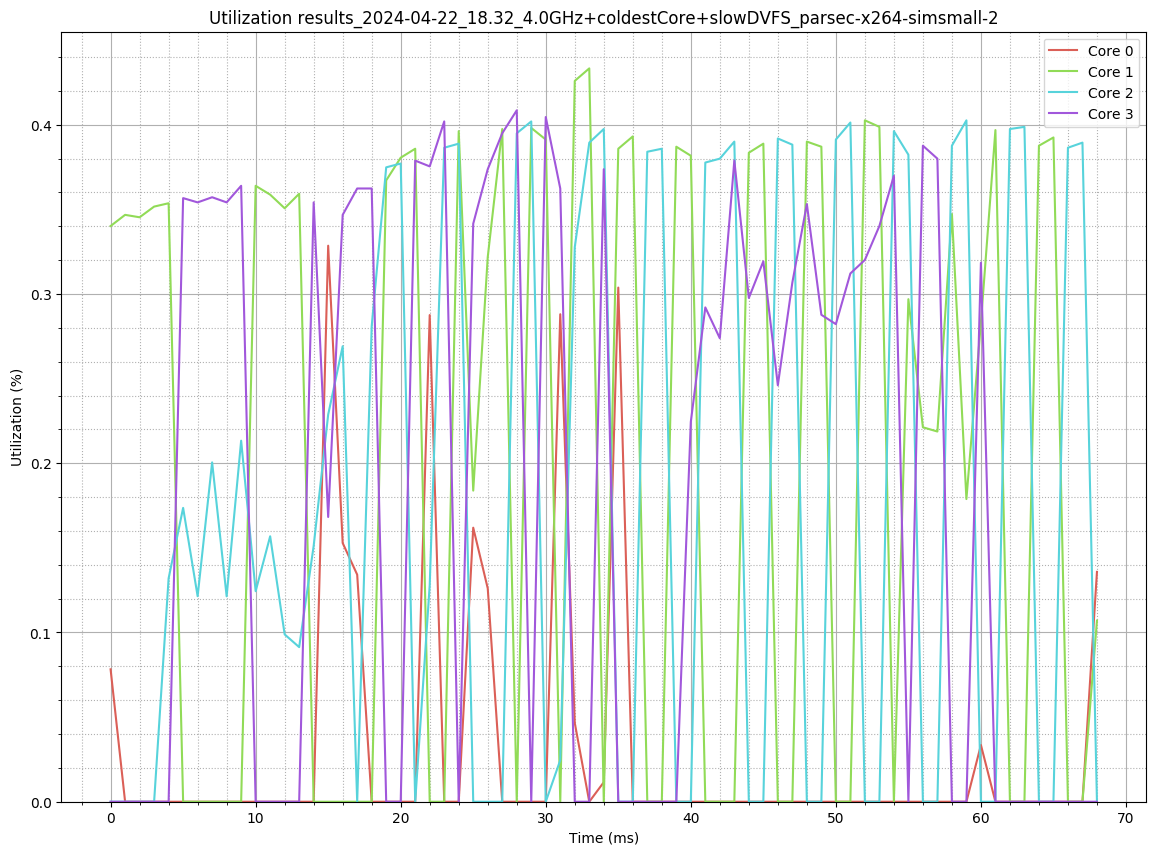 Utilization results_2024-04-22_18.32_4.0GHz+coldestCore+slowDVFS_parsec-x264-simsmall-2
Core 0
Core 1
Core 2
Core 3
Utilization (%)
0.4
0.3
0.2
0.1
0.0
0 10 20 30 40 50 60 70
Time (ms)